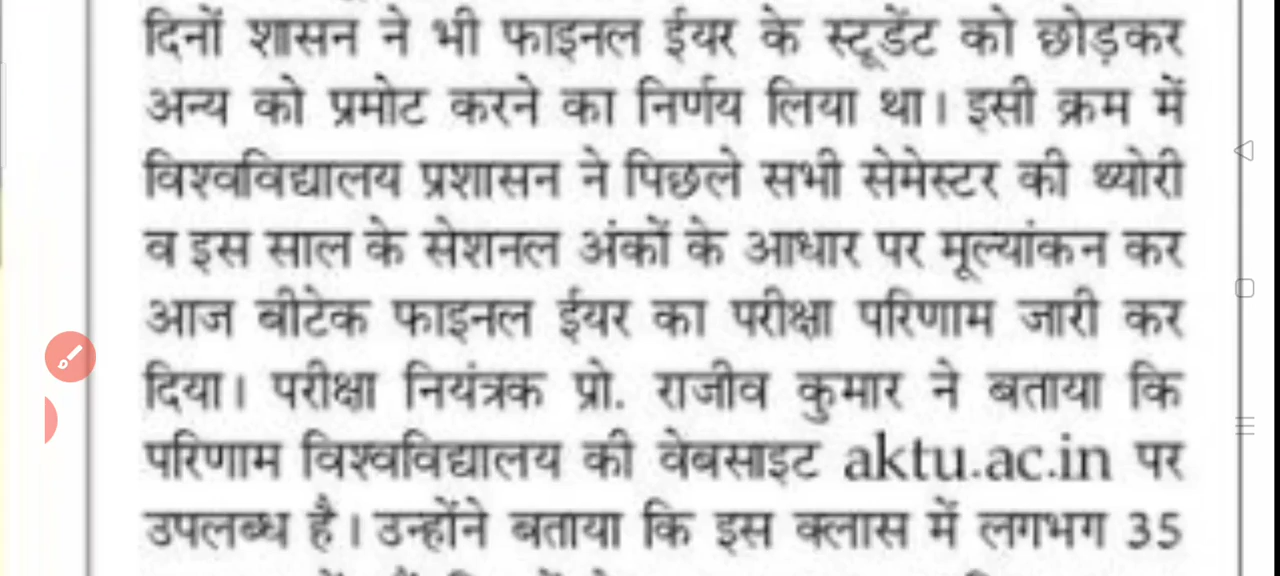 दिनों शासन ने भी फाइनल ईयर के स्टूडेंट को छोड़कर
अन्य को प्रमोट करने का निर्णय लिया था। इसी क्रम में
विश्वविद्यालय प्रशासन ने पिछले सभी सेमेस्टर की थ्योरी
व इस साल के सेशनल अंकों के आधार पर मूल्यांकन कर
आज बीटेक फाइनल ईयर का परीक्षा परिणाम जारी कर
दिया। परीक्षा नियंत्रक प्रो. राजीव कुमार ने बताया कि
परिणाम विश्वविद्यालय की वेबसाइट aktu.ac.in पर
उपलब्ध है। उन्होंने बताया कि इस क्लास में लगभग 35